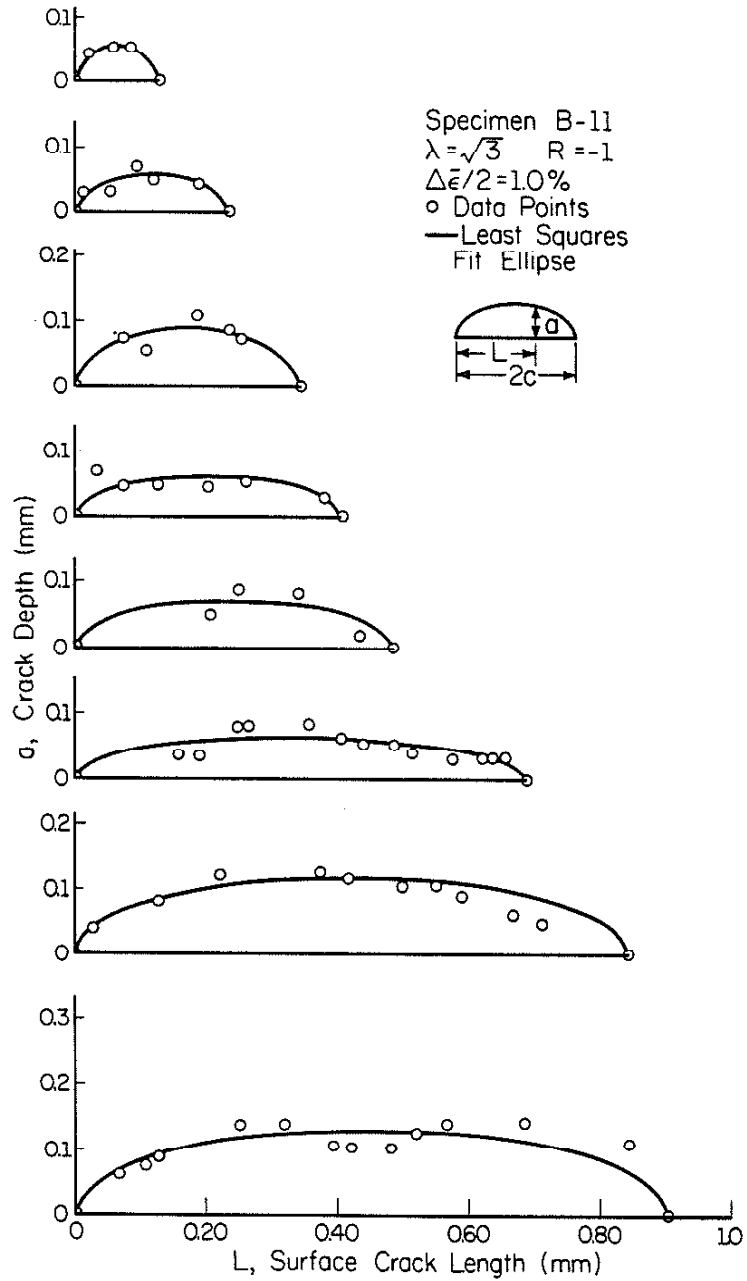 0.1
0
0.1
0
Specimen B-11
λ=√3 R=-1
Δε̄/2=1.0%
o Data Points
—Least Squares
Fit Ellipse
0.2
0.1
0
a
L
2c
0.1
0
0.1
0
0.1
0
0.2
0.1
0
0.3
0.2
0.1
0
0 0.20 0.40 0.60 0.80 1.0
a, Crack Depth (mm)
L, Surface Crack Length (mm)